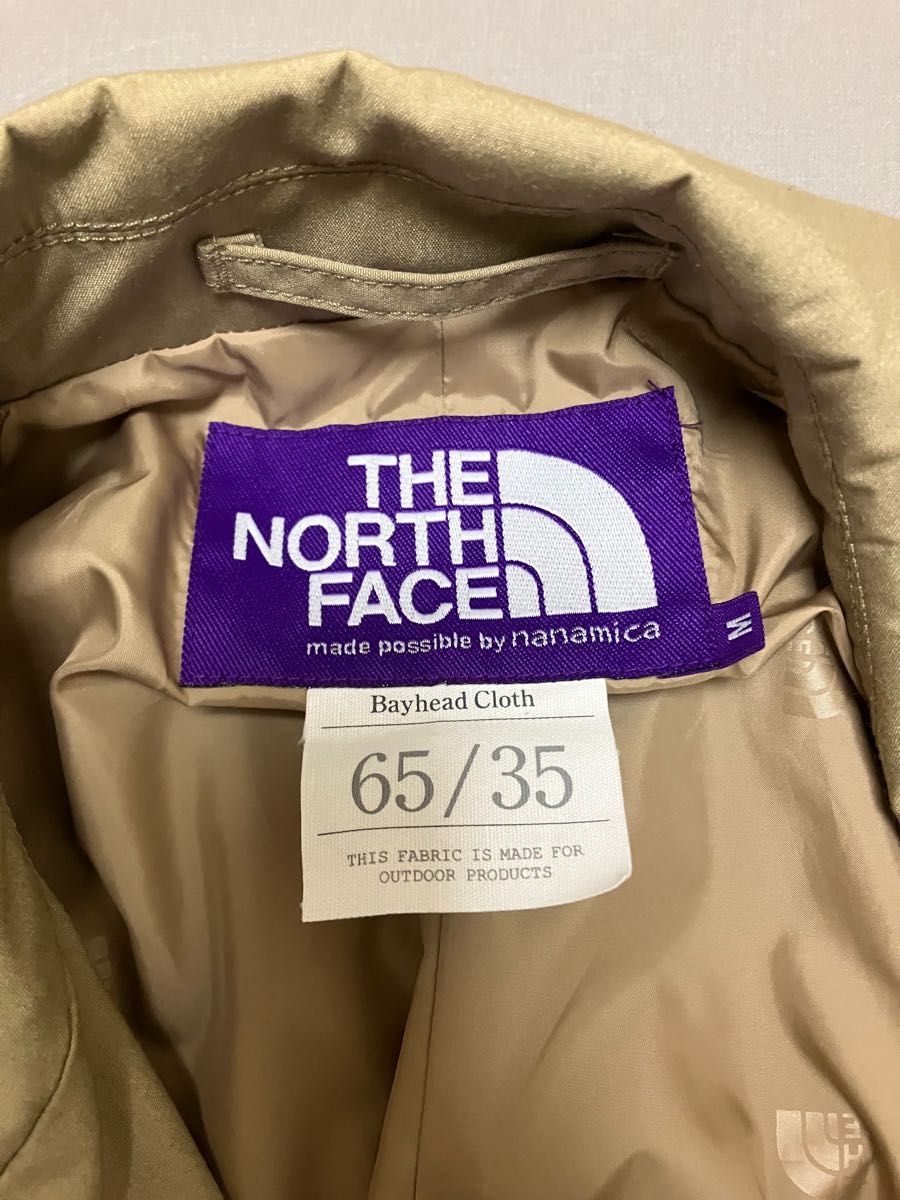 THE
NORTH
FACE
made possible by nanamica
M
Bayhead Cloth
65/35
THIS FABRIC IS MADE FOR
OUTDOOR PRODUCTS